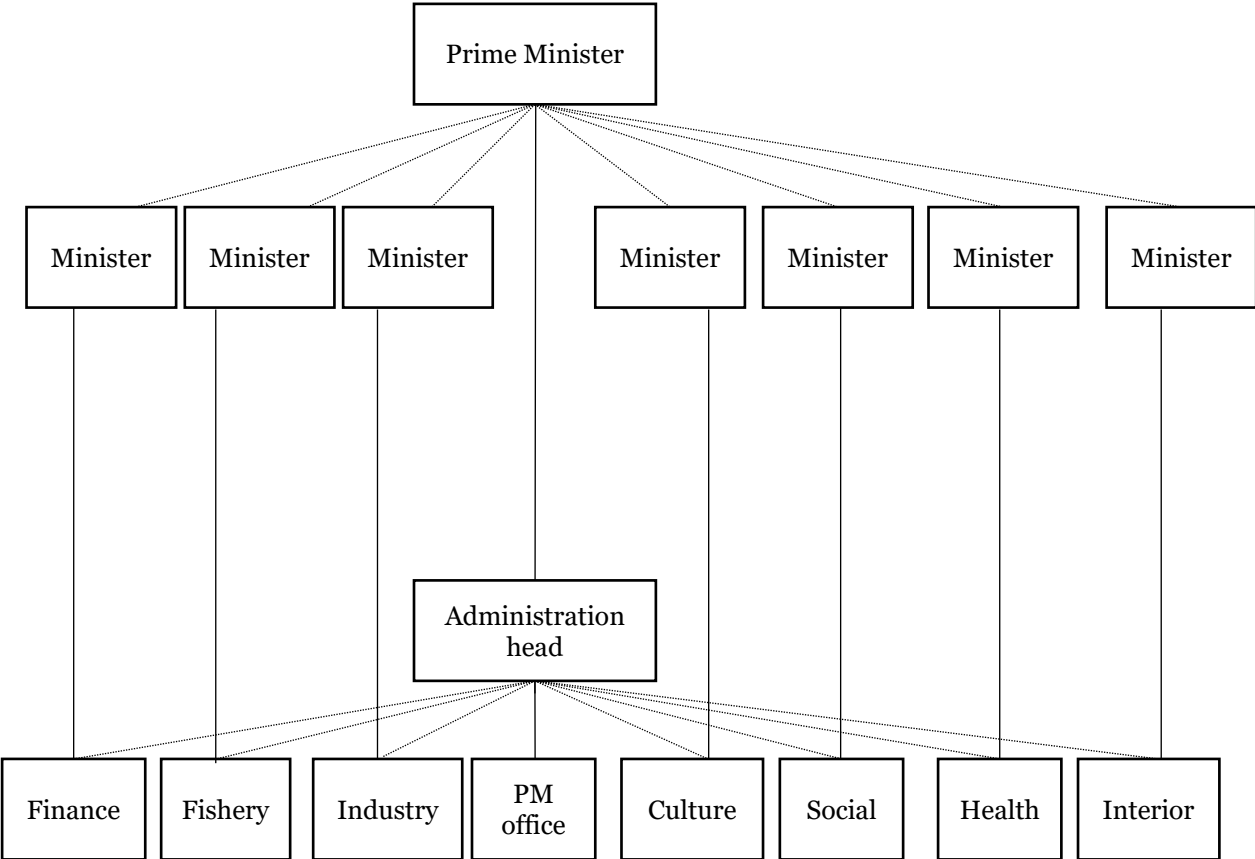 Prime Minister
Minister
Minister
Minister
Minister
Minister
Minister
Minister
Administration
head
Finance
Fishery
Industry
PM
office
Culture
Social
Health
Interior